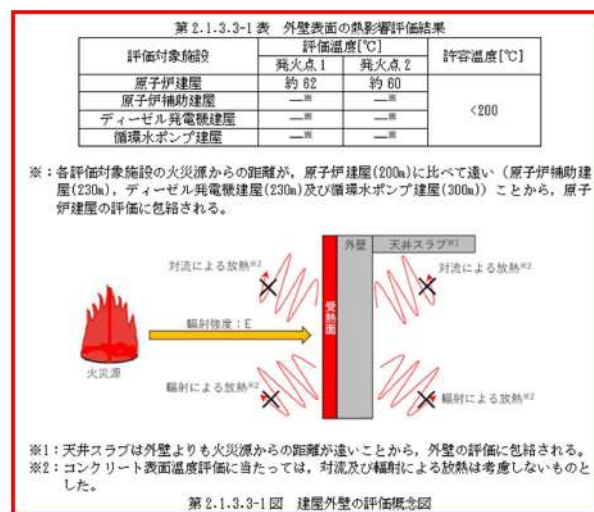 第 2.1.3.3-1 表 外壁表面の熱影響評価結果
評価対象施設 評価温度[℃] 許容温度[℃]
発火点 1 発火点 2
原子炉建屋 約 62 約 60 <200
原子炉補助建屋 ―※ ―※
ディーゼル発電機建屋 ―※ ―※
循環水ポンプ建屋 ―※ ―※
※：各評価対象施設の火災源からの距離が，原子炉建屋(200m)に比べて遠い（原子炉補助建
屋(230m)，ディーゼル発電機建屋(230m)及び循環水ポンプ建屋(300m)）ことから，原子
炉建屋の評価に包絡される。
外壁 天井スラブ※1
対流による放熱※2 対流による放熱※2
受熱面
輻射強度：E
火災源
輻射による放熱※2 輻射による放熱※2
※1：天井スラブは外壁よりも火災源からの距離が遠いことから，外壁の評価に包絡される。
※2：コンクリート表面温度評価に当たっては，対流及び輻射による放熱は考慮しないものと
した。
第 2.1.3.3-1 図 建屋外壁の評価概念図